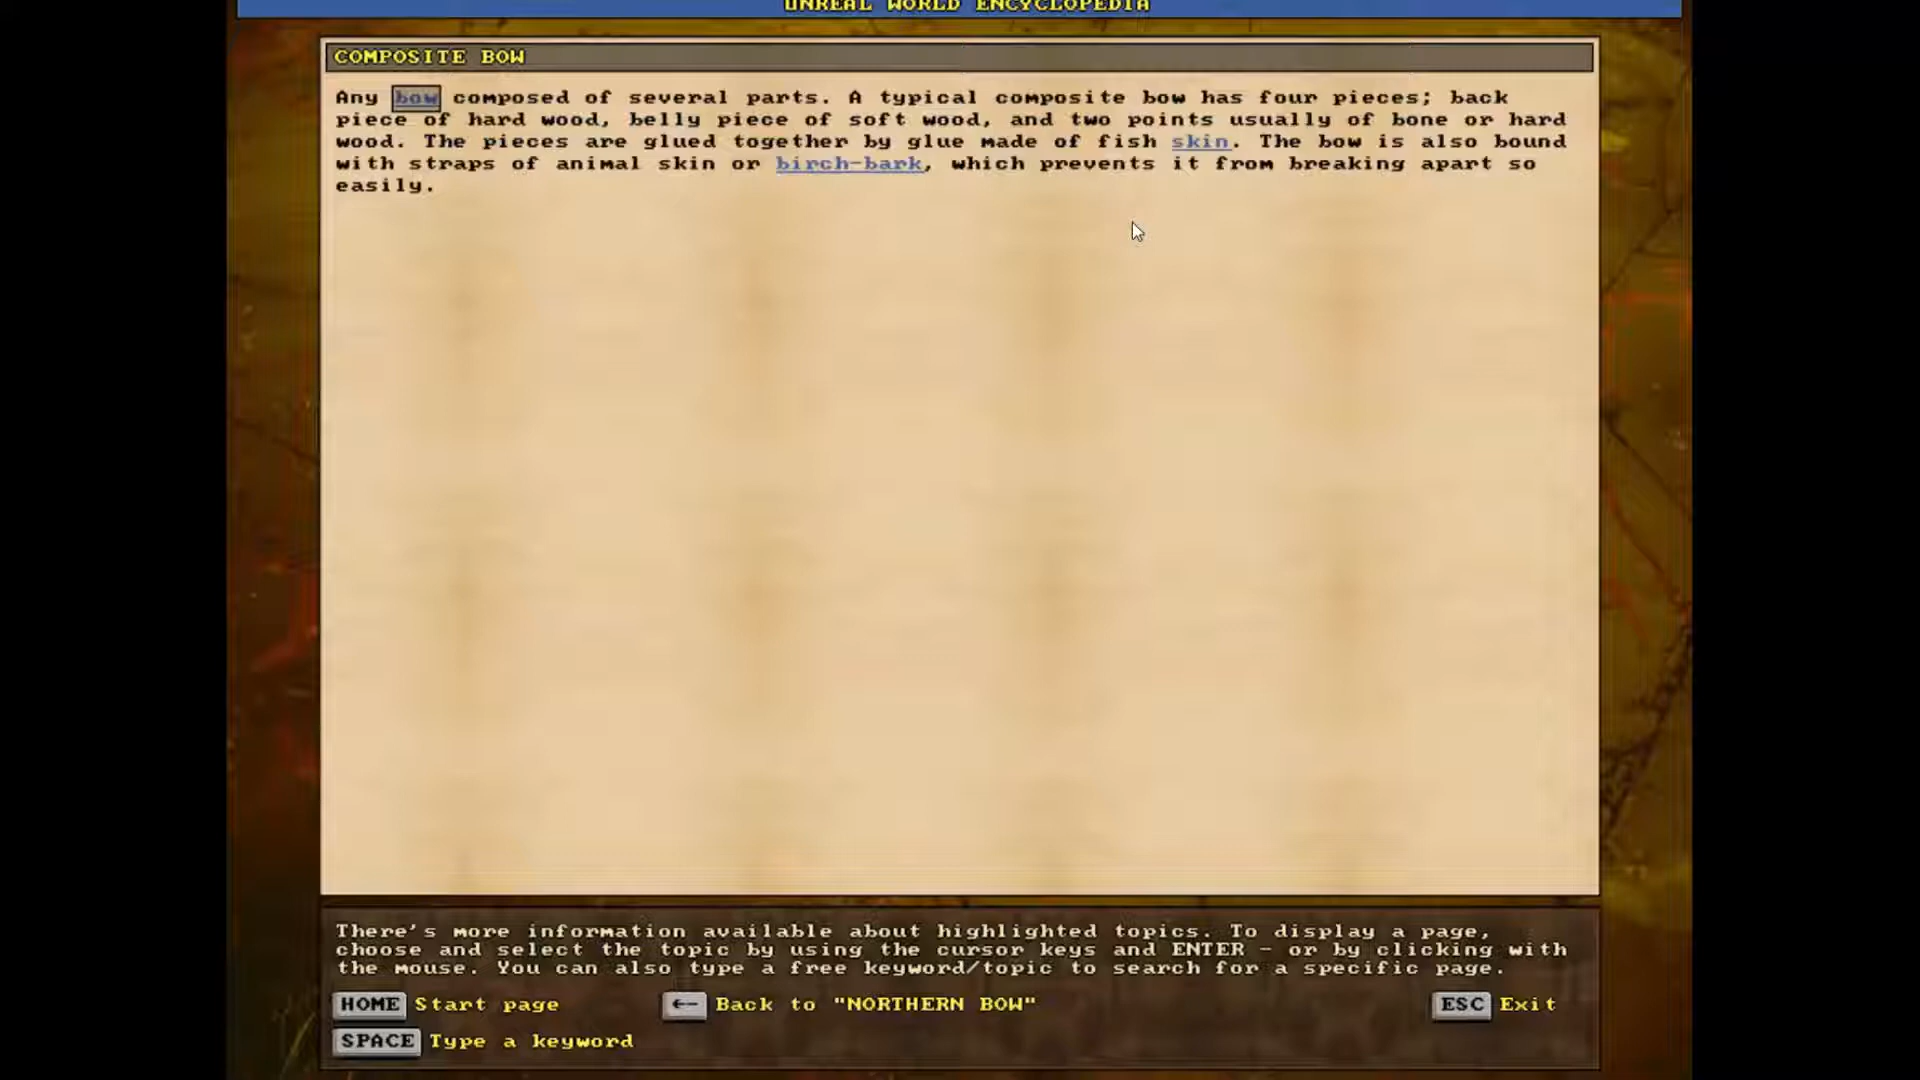 UNREAL WORLD ENCYCLOPEDIA
COMPOSITE BOW
Any bow composed of several parts. A typical composite bow has four pieces; back
piece of hard wood, belly piece of soft wood, and two points usually of bone or hard
wood. The pieces are glued together by glue made of fish skin. The bow is also bound
with straps of animal skin or birch-bark, which prevents it from breaking apart so
easily.
There's more information available about highlighted topics. To display a page,
choose and select the topic by using the cursor keys and ENTER - or by clicking with
the mouse. You can also type a free keyword/topic to search for a specific page.
HOME Start page ← Back to "NORTHERN BOW" ESC Exit
SPACE Type a keyword